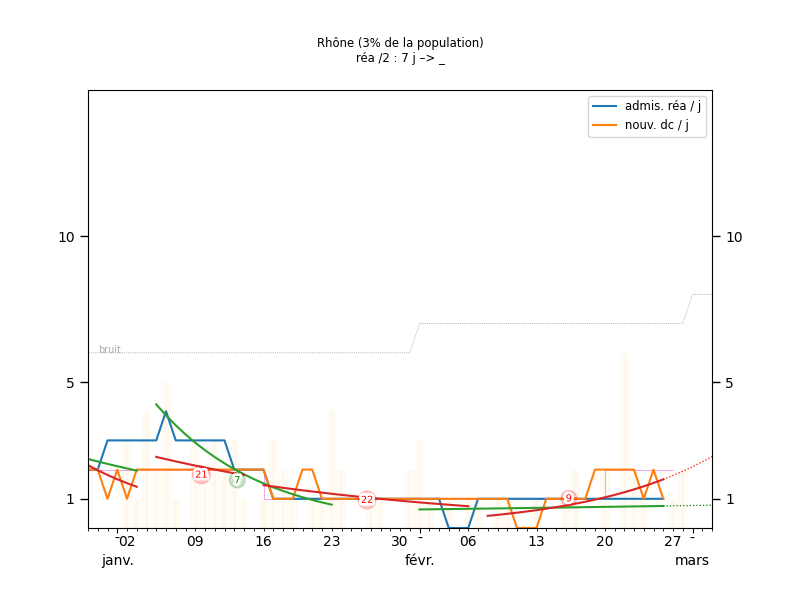 Rhône (3% de la population)
réa /2 : 7 j –> _
admis. réa / j
nouv. dc / j
10
10
bruit
5
5
21
7
22
9
1
1
02
09
16
23
30
06
13
20
27
janv.
févr.
mars